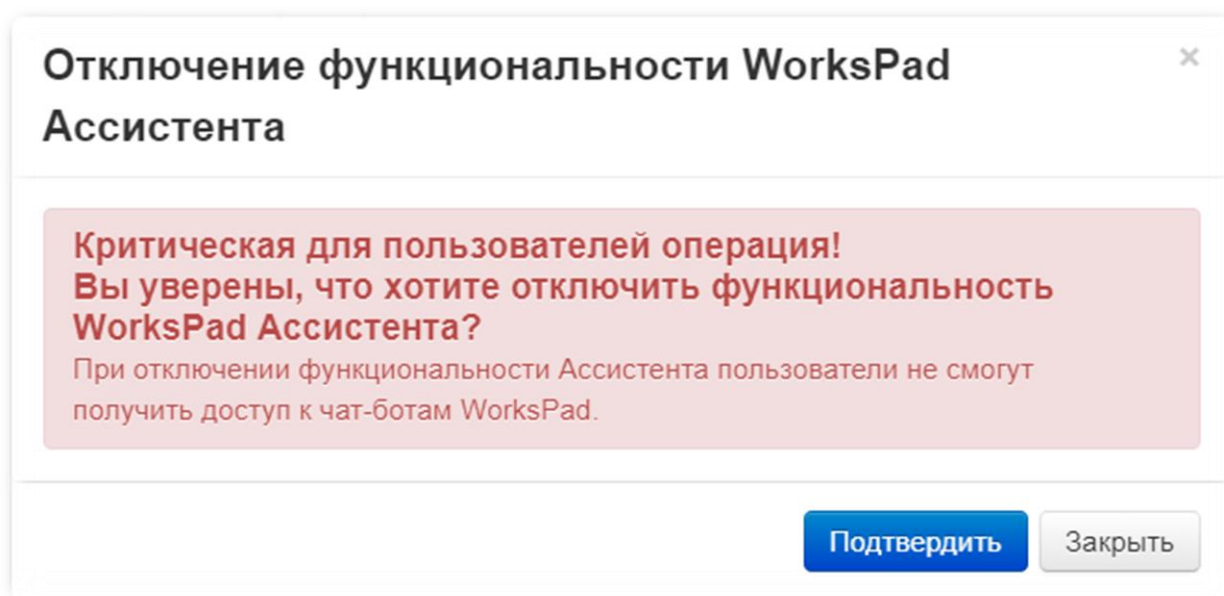 Отключение функциональности WorksPad
Ассистента
×
Критическая для пользователей операция!
Вы уверены, что хотите отключить функциональность
WorksPad Ассистента?
При отключении функциональности Ассистента пользователи не смогут
получить доступ к чат-ботам WorksPad.
Подтвердить
Закрыть